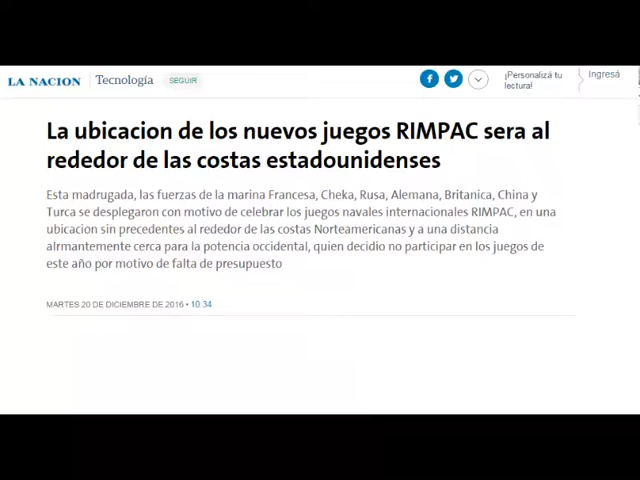 LA NACION Tecnología SEGUIR ¡Personalizá tu lectura! Ingresá
La ubicacion de los nuevos juegos RIMPAC sera al
rededor de las costas estadounidenses
Esta madrugada, las fuerzas de la marina Francesa, Cheka, Rusa, Alemana, Britanica, China y
Turca se desplegaron con motivo de celebrar los juegos navales internacionales RIMPAC, en una
ubicacion sin precedentes al rededor de las costas Norteamericanas y a una distancia
alrmantemente cerca para la potencia occidental, quien decidio no participar en los juegos de
este año por motivo de falta de presupuesto
MARTES 20 DE DICIEMBRE DE 2016 • 10:34